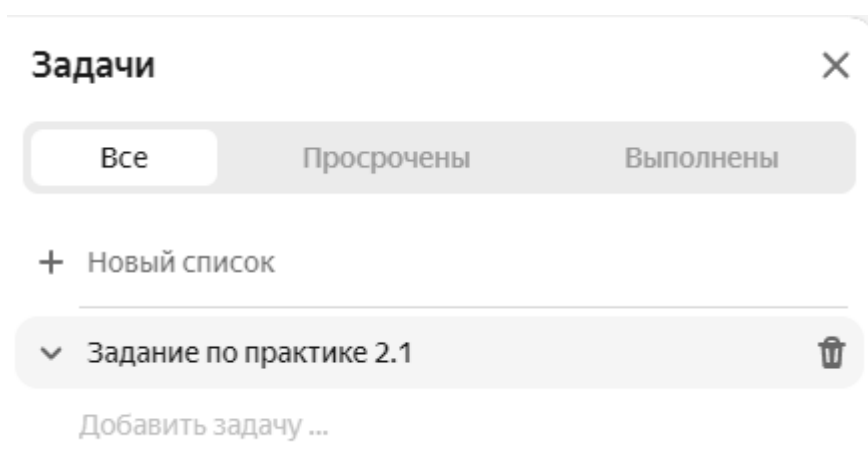 Задачи
Все Просрочены Выполнены
Новый список
Задание по практике 2.1
Добавить задачу ...